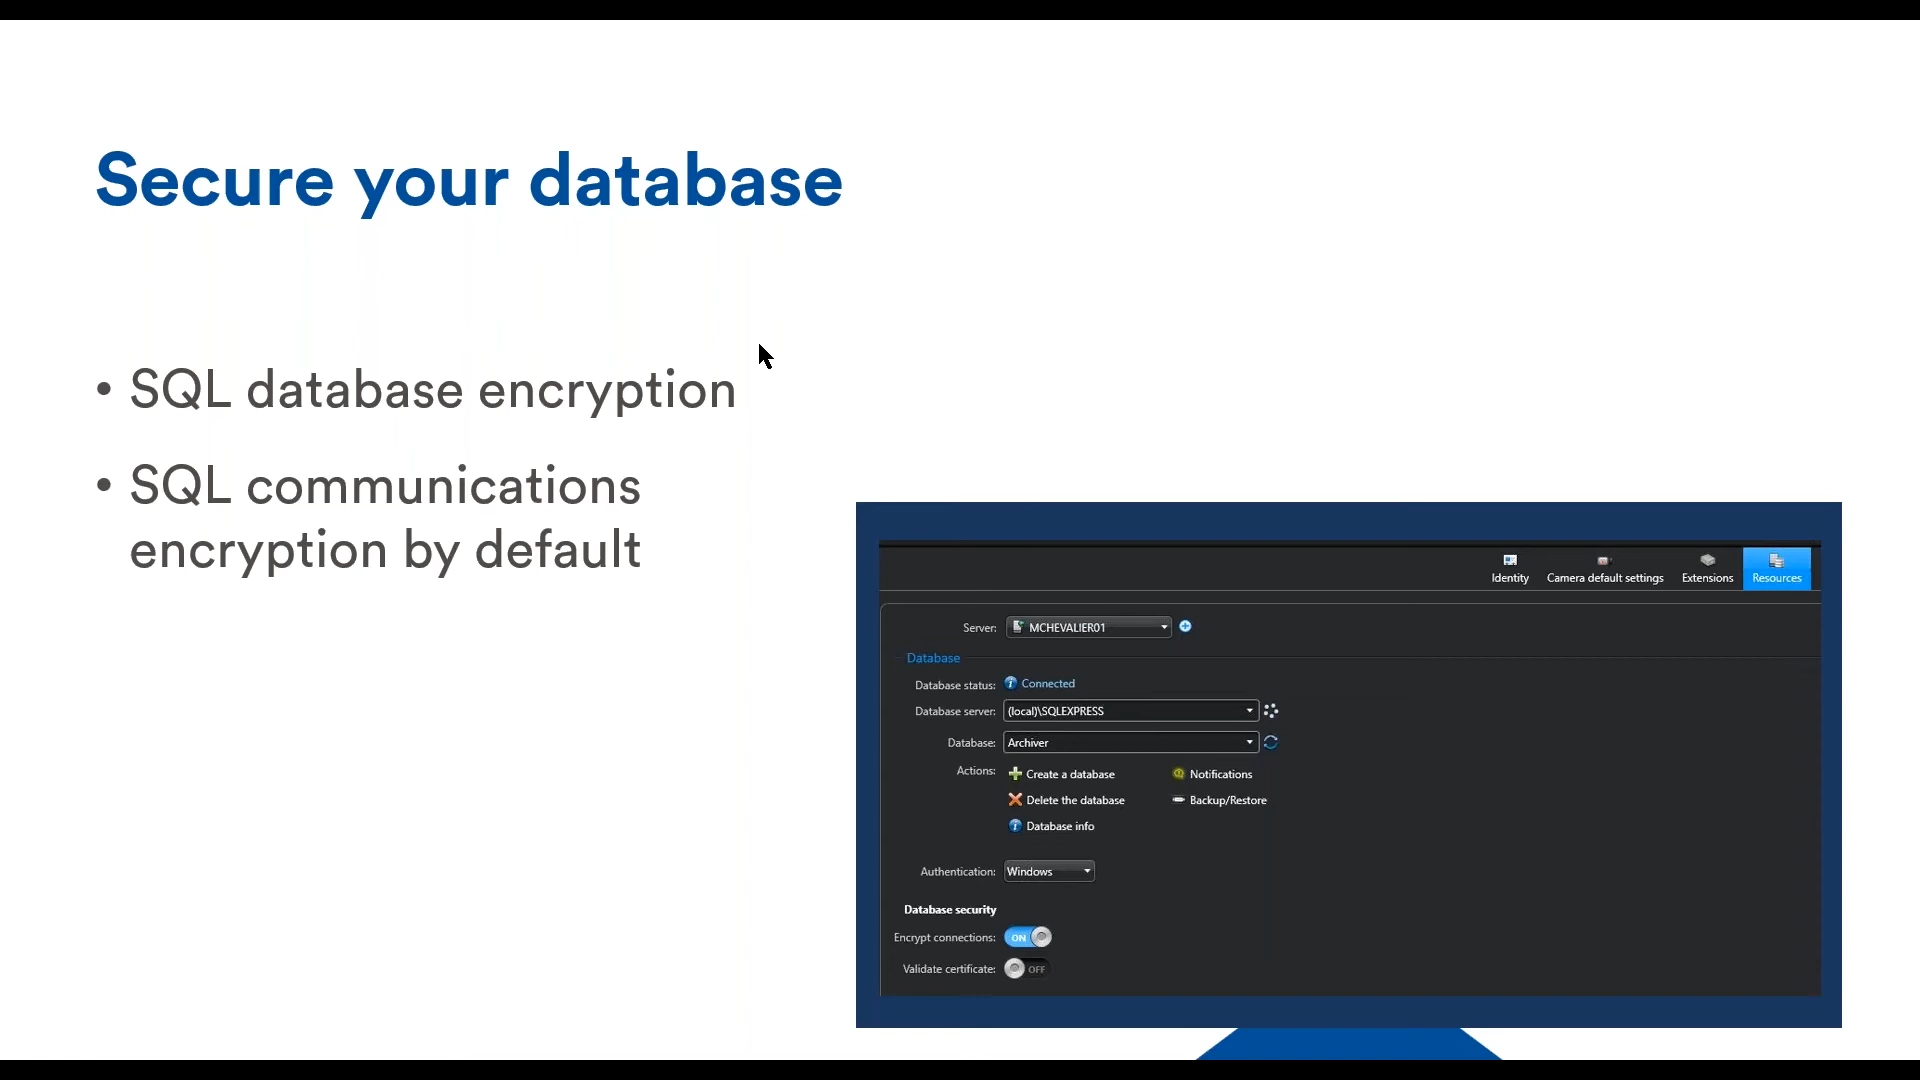 Secure your database
• SQL database encryption
• SQL communications
encryption by default
Identity Camera default settings Extensions Resources
Server: MCHEVALIER01
Database
Database status: Connected
Database server: (local)\SQLEXPRESS
Database: Archiver
Actions: Create a database Notifications
Delete the database Backup/Restore
Database info
Authentication: Windows
Database security
Encrypt connections: ON
Validate certificate: OFF